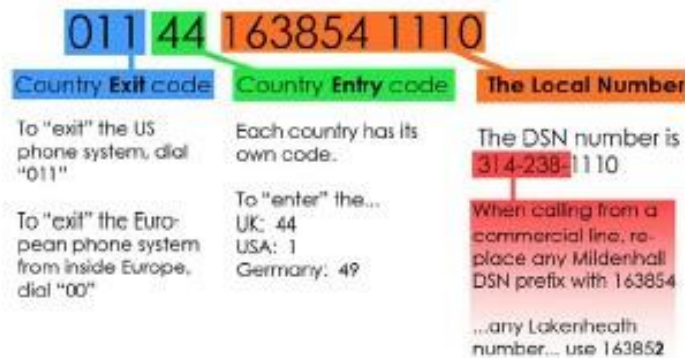 011 44 163854 1110
Country Exit code
To "exit" the US
phone system, dial
"011"
To "exit" the Euro-
pean phone system
from inside Europe,
dial "00"
Country Entry code
Each country has its
own code.
To "enter" the...
UK: 44
USA: 1
Germany: 49
The Local Number
The DSN number is
314-238-1110
When calling from a
commercial line, re-
place any Mildenhall
DSN prefix with 163854
...any Lakenheath
number... use 163852